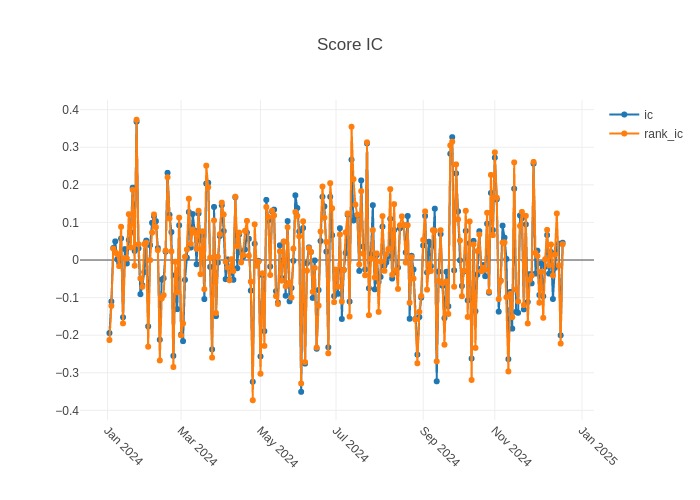 Score IC
ic
rank_ic
0.4
0.3
0.2
0.1
0
−0.1
−0.2
−0.3
−0.4
Jan 2024
Mar 2024
May 2024
Jul 2024
Sep 2024
Nov 2024
Jan 2025